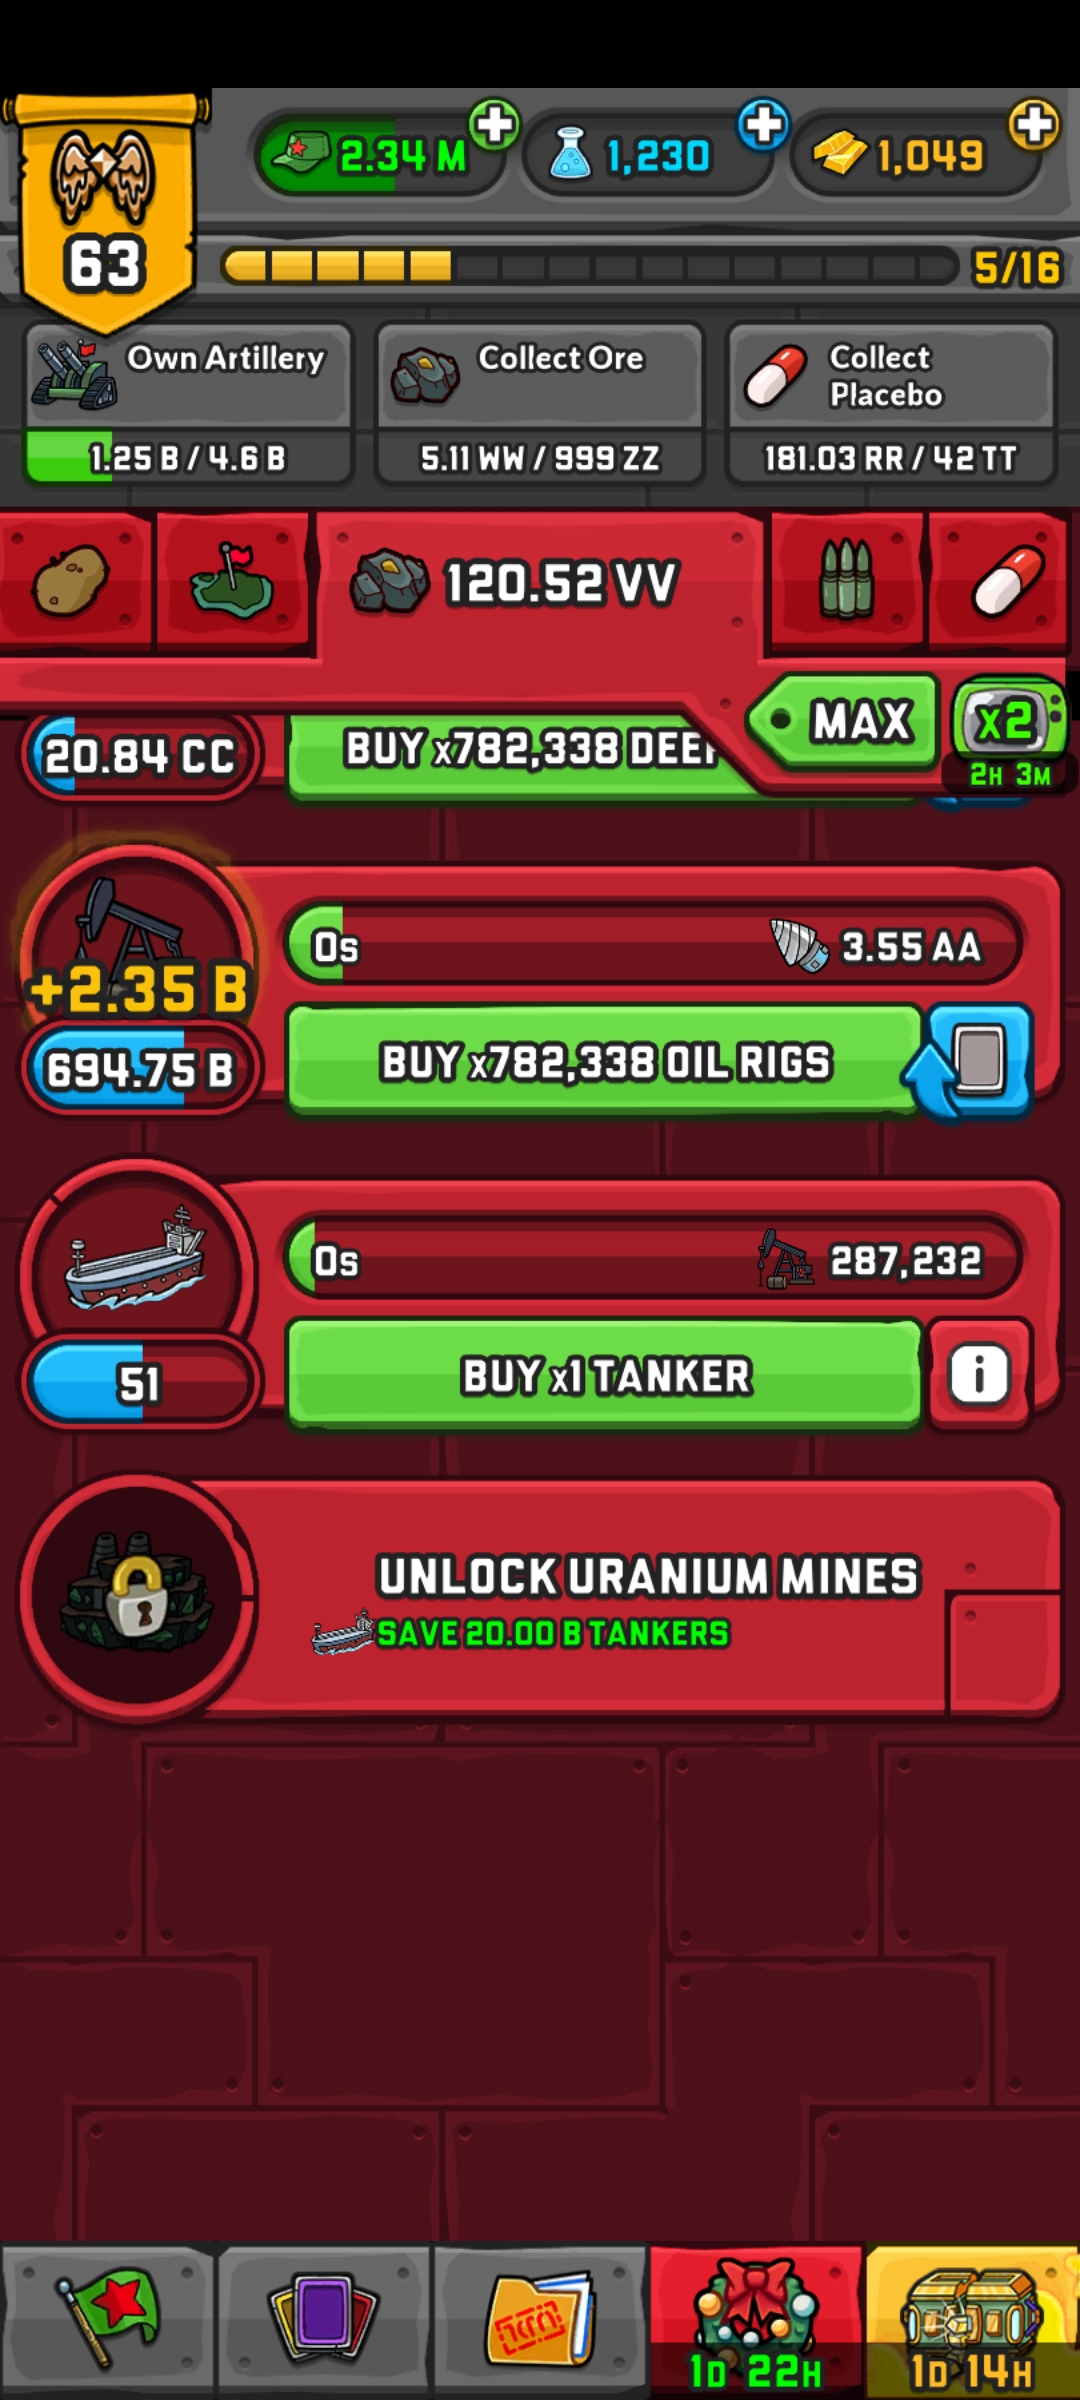 2.34 M
1,230
1,049
63
5/16
Own Artillery
1.25 B / 4.6 B
Collect Ore
5.11 WW / 999 ZZ
Collect
Placebo
181.03 RR / 42 TT
120.52 VV
MAX
X2
2H 3M
20.84 CC
BUY x782,338
0s
3.55 AA
+2.35 B
694.75 B
BUY x782,338 OIL RIGS
0s
287,232
51
BUY x1 TANKER
i
UNLOCK URANIUM MINES
SAVE 20.00 B TANKERS
1D 22H
1D 14H